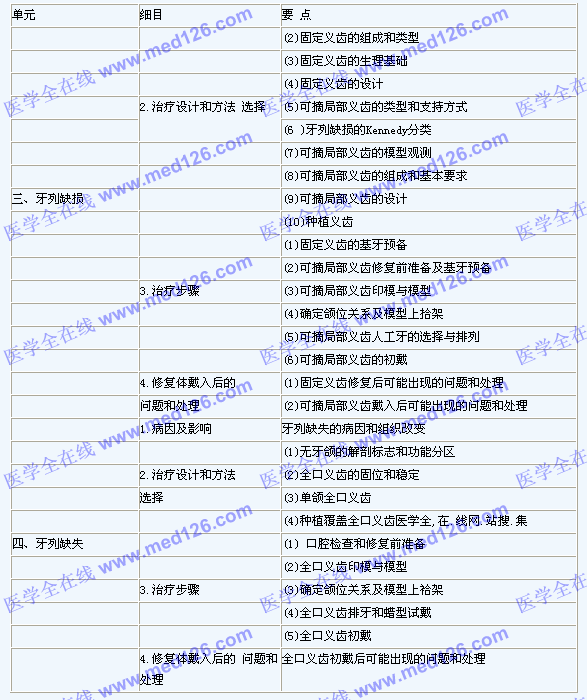 单元 细目 要 点
(2)固定义齿的组成和类型
(3)固定义齿的生理基础
(4)固定义齿的设计
2.治疗设计和方法 选择 (5)可摘局部义齿的类型和支持方式
(6 )牙列缺损的Kennedy分类
(7)可摘局部义齿的模型观测
(8)可摘局部义齿的组成和基本要求
三、牙列缺损 (9)可摘局部义齿的设计
(10)种植义齿
(1)固定义齿的基牙预备
(2)可摘局部义齿修复前准备及基牙预备
3.治疗步骤 (3)可摘局部义齿印模与模型
(4)确定颌位关系及模型上拾架
(5)可摘局部义齿人工牙的选择与排列
(6)可摘局部义齿的初戴
4.修复体戴入后的 (1)固定义齿修复后可能出现的问题和处理
问题和处理 (2)可摘局部义齿戴入后可能出现的问题和处理
1.病因及影响 牙列缺失的病因和组织改变
(1)无牙颌的解剖标志和功能分区
2.治疗设计和方法 (2)全口义齿的固位和稳定
选择 (3)单颌全口义齿
(4)种植覆盖全口义齿医学全,在.线网.站搜.集
四、牙列缺失 (1) 口腔检查和修复前准备
(2)全口义齿印模与模型
3.治疗步骤 (3)确定颌位关系及模型上袷架
(4)全口义齿排牙和蜡型试戴
(5)全口义齿初戴
4.修复体戴入后的 问题和 全口义齿初戴后可能出现的问题和处理
处理
医学全在线 www.med126.com